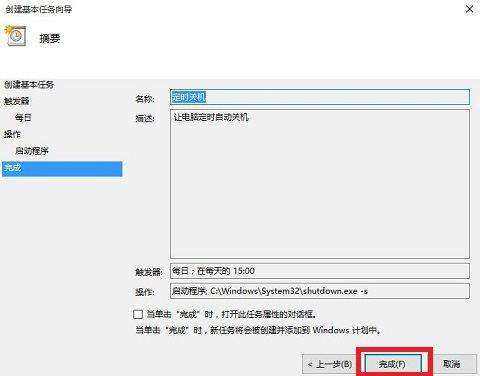 创建基本任务向导
摘要
创建基本任务
触发器
每日
操作
启动程序
完成
名称: 定时关机
描述: 让电脑定时自动关机
触发器: 每日; 在每天的 15:00
操作: 启动程序; C:\Windows\System32\shutdown.exe -s
当单击“完成”时，打开此任务属性的对话框。
当单击“完成”时，新任务将会被创建并添加到 Windows 计划中。
< 上一步(B) 完成(F) 取消